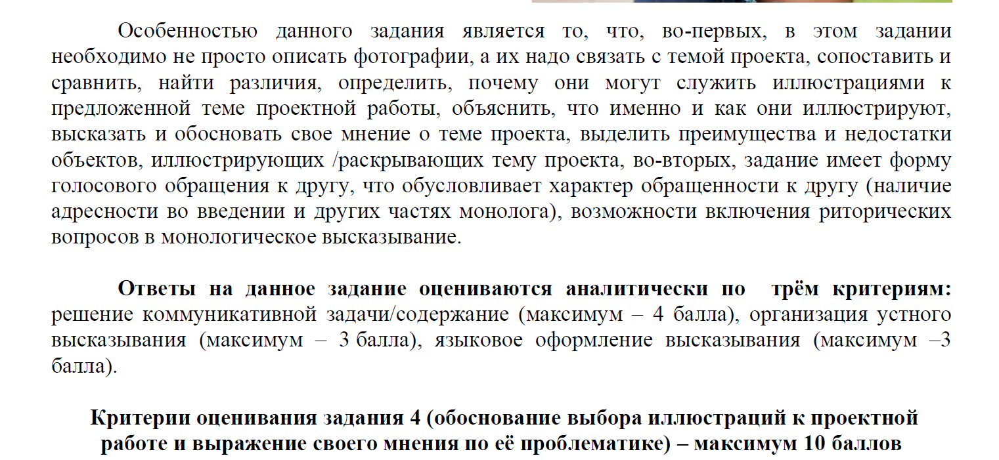 Особенностью данного задания является то, что, во-первых, в этом задании
необходимо не просто описать фотографии, а их надо связать с темой проекта, сопоставить и
сравнить, найти различия, определить, почему они могут служить иллюстрациями к
предложенной теме проектной работы, объяснить, что именно и как они иллюстрируют,
высказать и обосновать свое мнение о теме проекта, выделить преимущества и недостатки
объектов, иллюстрирующих /раскрывающих тему проекта, во-вторых, задание имеет форму
голосового обращения к другу, что обусловливает характер обращенности к другу (наличие
адресности во введении и других частях монолога), возможности включения риторических
вопросов в монологическое высказывание.
Ответы на данное задание оцениваются аналитически по трём критериям:
решение коммуникативной задачи/содержание (максимум – 4 балла), организация устного
высказывания (максимум – 3 балла), языковое оформление высказывания (максимум –3
балла).
Критерии оценивания задания 4 (обоснование выбора иллюстраций к проектной
работе и выражение своего мнения по её проблематике) – максимум 10 баллов